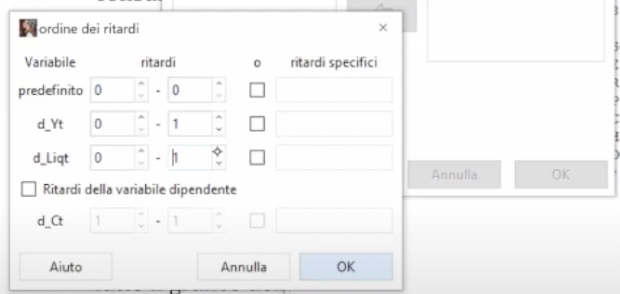 ordine dei ritardi
Variabile ritardi o ritardi specifici
predefinito 0 - 0
d_Yt 0 - 1
d_Liqt 0 - 1
Ritardi della variabile dipendente
d_Ct 1 - 1
Aiuto Annulla OK
Annulla OK